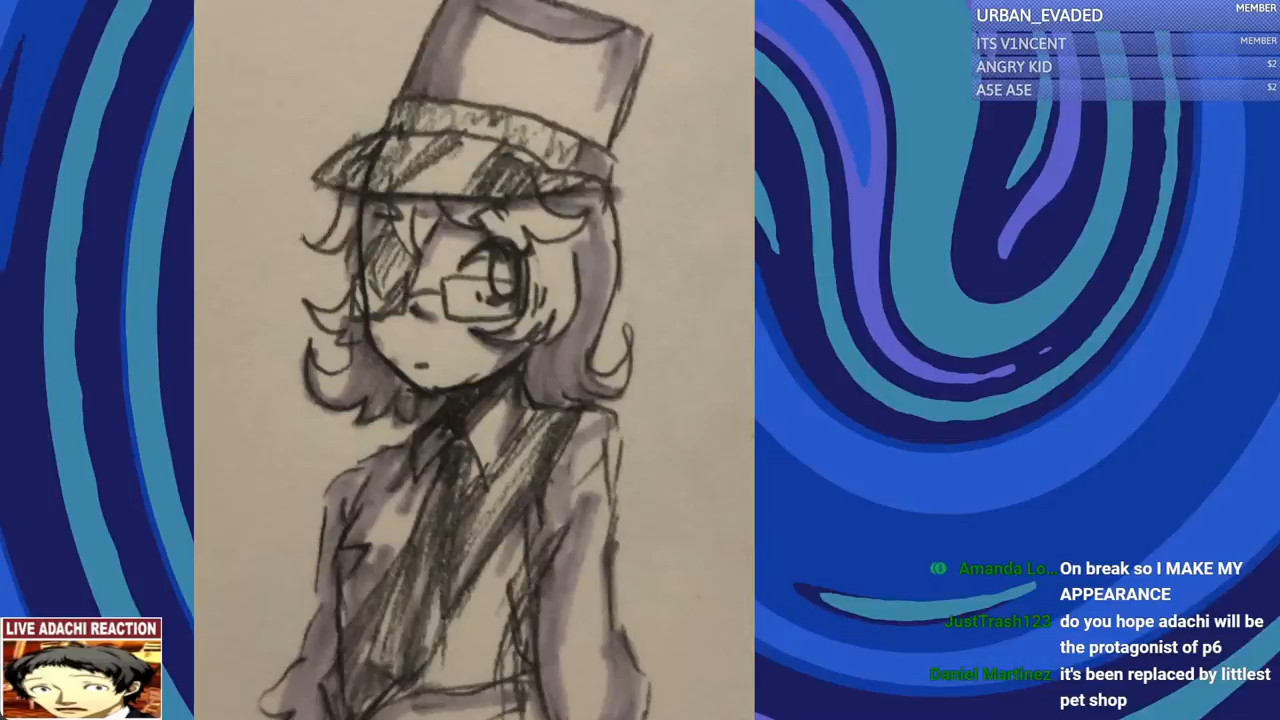 URBAN_EVADED MEMBER
ITS V1NCENT MEMBER
ANGRY KID $2
A5E A5E $2
LIVE ADACHI REACTION
Amanda Lo... On break so I MAKE MY
APPEARANCE
JustTrash123 do you hope adachi will be
the protagonist of p6
Daniel Martinez it's been replaced by littlest
pet shop